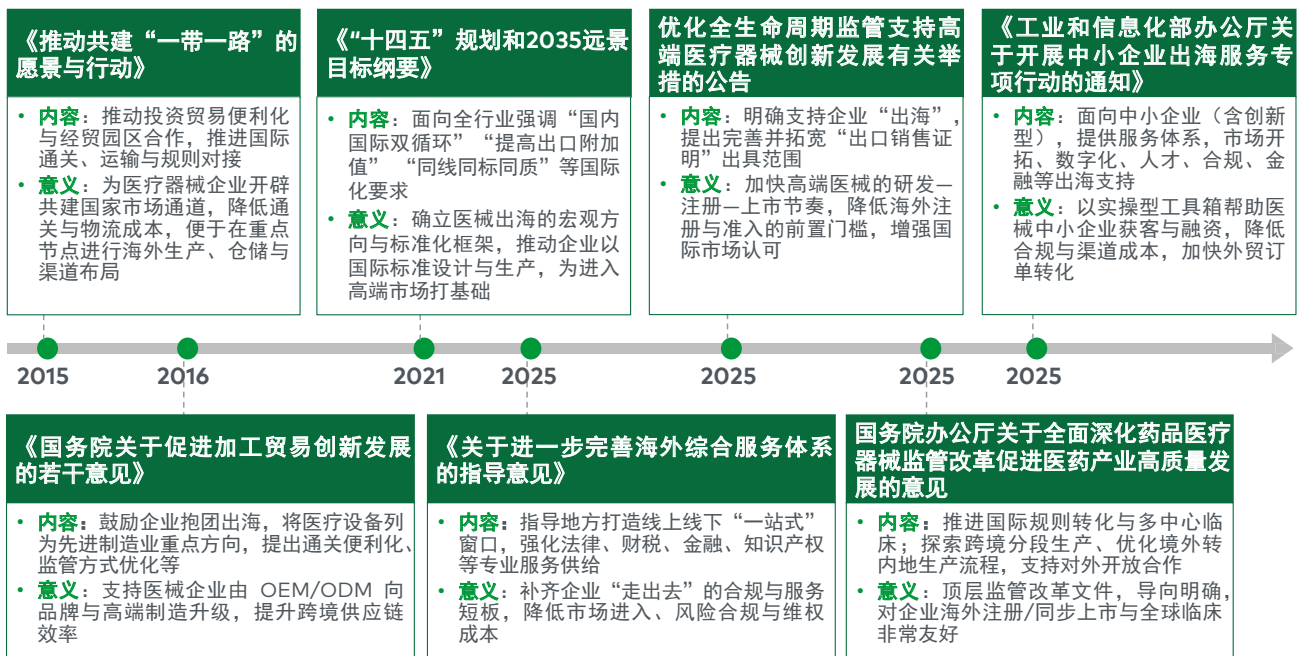 《推动共建“一带一路”的
愿景与行动》
• 内容：推动投资贸易便利化
与经贸园区合作，推进国际
通关、运输与规则对接
• 意义：为医疗器械企业开辟
共建国家市场通道，降低通
关与物流成本，便于在重点
节点进行海外生产、仓储与
渠道布局
《“十四五”规划和2035远景
目标纲要》
• 内容：面向全行业强调“国内
国际双循环”“提高出口附加
值” “同线同标同质”等国际
化要求
• 意义：确立医械出海的宏观方
向与标准化框架，推动企业以
国际标准设计与生产，为进入
高端市场打基础
优化全生命周期监管支持高
端医疗器械创新发展有关举
措的公告
• 内容：明确支持企业“出海”，
提出完善并拓宽“出口销售证
明”出具范围
• 意义：加快高端医械的研发—
注册—上市节奏，降低海外注
册与准入的前置门槛，增强国
际市场认可
《工业和信息化部办公厅关
于开展中小企业出海服务专
项行动的通知》
• 内容：面向中小企业（含创新
型），提供服务体系，市场开
拓、数字化、人才、合规、金
融等出海支持
• 意义：以实操型工具箱帮助医
械中小企业获客与融资，降低
合规与渠道成本，加快外贸订
单转化
2015
2016
2021
2025
2025
2025
2025
《国务院关于促进加工贸易创新发展
的若干意见》
• 内容：鼓励企业抱团出海，将医疗设备列
为先进制造业重点方向，提出通关便利化、
监管方式优化等
• 意义：支持医械企业由 OEM/ODM 向
品牌与高端制造升级，提升跨境供应链
效率
《关于进一步完善海外综合服务体系
的指导意见》
• 内容：指导地方打造线上线下“一站式”
窗口，强化法律、财税、金融、知识产权
等专业服务供给
• 意义：补齐企业“走出去”的合规与服务
短板，降低市场进入、风险合规与维权
成本
国务院办公厅关于全面深化药品医疗
器械监管改革促进医药产业高质量发
展的意见
• 内容：推进国际规则转化与多中心临
床；探索跨境分段生产、优化境外转
内地生产流程，支持对外开放合作
• 意义：顶层监管改革文件，导向明确，
对企业海外注册/同步上市与全球临床
非常友好